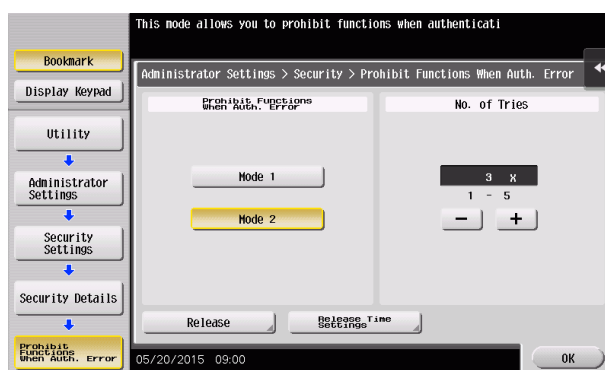 This mode allows you to prohibit functions when authenticati
Bookmark
Display Keypad
Utility
Administrator
Settings
Security
Settings
Security Details
Prohibit
Functions
When Auth. Error
Administrator Settings > Security > Prohibit Functions When Auth. Error
Prohibit Functions
When Auth. Error
Mode 1
Mode 2
No. of Tries
3 x
1 - 5
− +
Release
Release Time
Settings
05/20/2015 09:00
OK